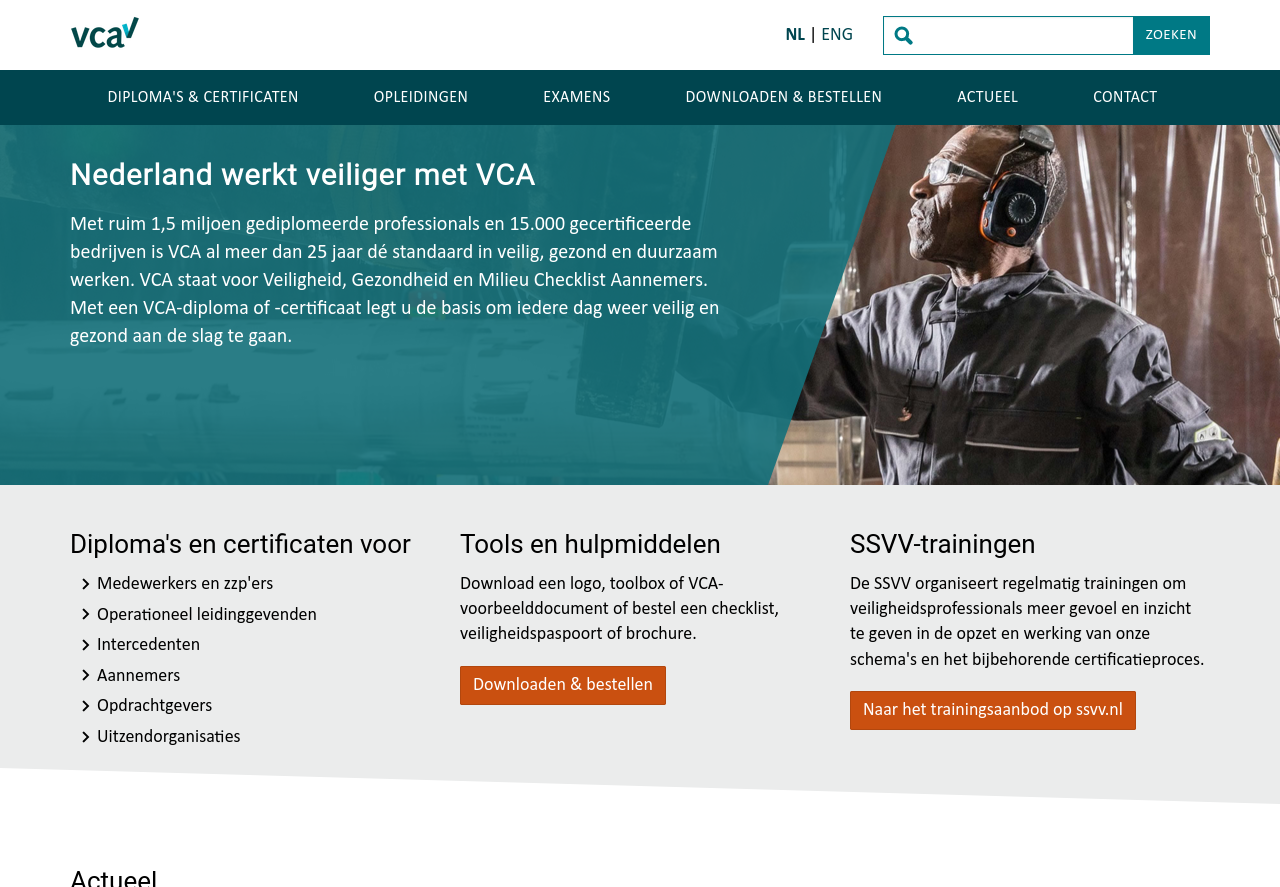 vca
NL | ENG
ZOEKEN
DIPLOMA'S & CERTIFICATEN
OPLEIDINGEN
EXAMENS
DOWNLOADEN & BESTELLEN
ACTUEEL
CONTACT
Nederland werkt veiliger met VCA
Met ruim 1,5 miljoen gediplomeerde professionals en 15.000 gecertificeerde
bedrijven is VCA al meer dan 25 jaar dé standaard in veilig, gezond en duurzaam
werken. VCA staat voor Veiligheid, Gezondheid en Milieu Checklist Aannemers.
Met een VCA-diploma of -certificaat legt u de basis om iedere dag weer veilig en
gezond aan de slag te gaan.
Diploma's en certificaten voor
Medewerkers en zzp'ers
Operationeel leidinggevenden
Intercedenten
Aannemers
Opdrachtgevers
Uitzendorganisaties
Tools en hulpmiddelen
Download een logo, toolbox of VCA-
voorbeelddocument of bestel een checklist,
veiligheidspaspoort of brochure.
Downloaden & bestellen
SSVV-trainingen
De SSVV organiseert regelmatig trainingen om
veiligheidsprofessionals meer gevoel en inzicht
te geven in de opzet en werking van onze
schema's en het bijbehorende certificatieproces.
Naar het trainingsaanbod op ssvv.nl
Actueel